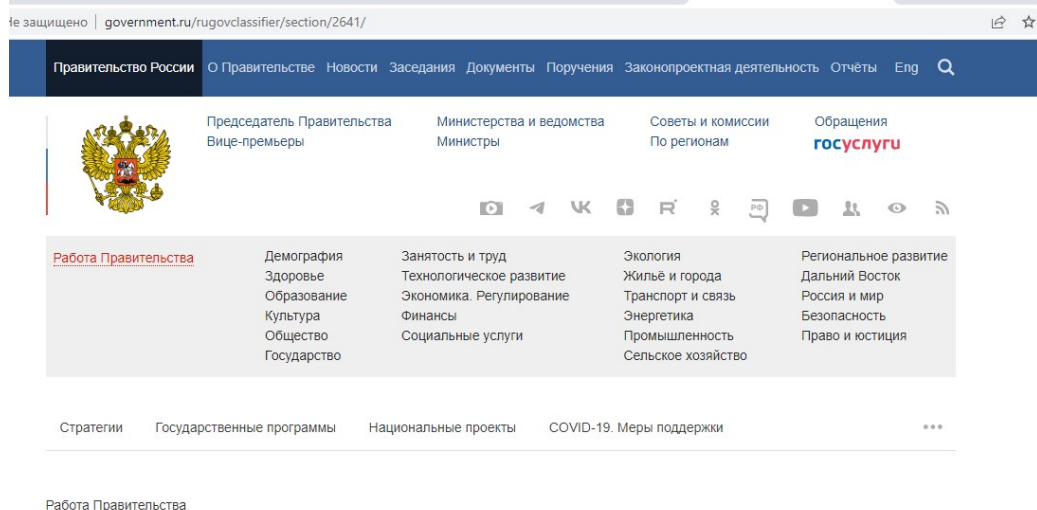 Не защищено | government.ru/rugovclassifier/section/2641/
Правительство России О Правительстве Новости Заседания Документы Поручения Законопроектная деятельность Отчёты Eng
Председатель Правительства Министерства и ведомства Советы и комиссии Обращения
Вице-премьеры Министры По регионам госуслуги
РФ
Работа Правительства Демография Занятость и труд Экология Региональное развитие
Здоровье Технологическое развитие Жильё и города Дальний Восток
Образование Экономика. Регулирование Транспорт и связь Россия и мир
Культура Финансы Энергетика Безопасность
Общество Социальные услуги Промышленность Право и юстиция
Государство Сельское хозяйство
Стратегии Государственные программы Национальные проекты COVID-19. Меры поддержки
Работа Правительства